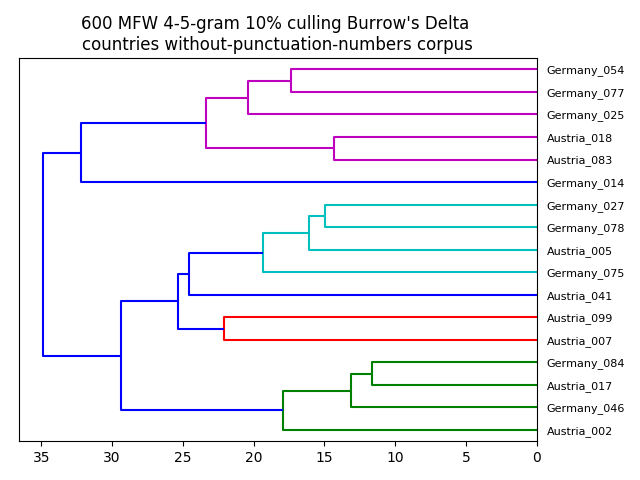 600 MFW 4-5-gram 10% culling Burrow's Delta
countries without-punctuation-numbers corpus
Germany_054
Germany_077
Germany_025
Austria_018
Austria_083
Germany_014
Germany_027
Germany_078
Austria_005
Germany_075
Austria_041
Austria_099
Austria_007
Germany_084
Austria_017
Germany_046
Austria_002
35 30 25 20 15 10 5 0